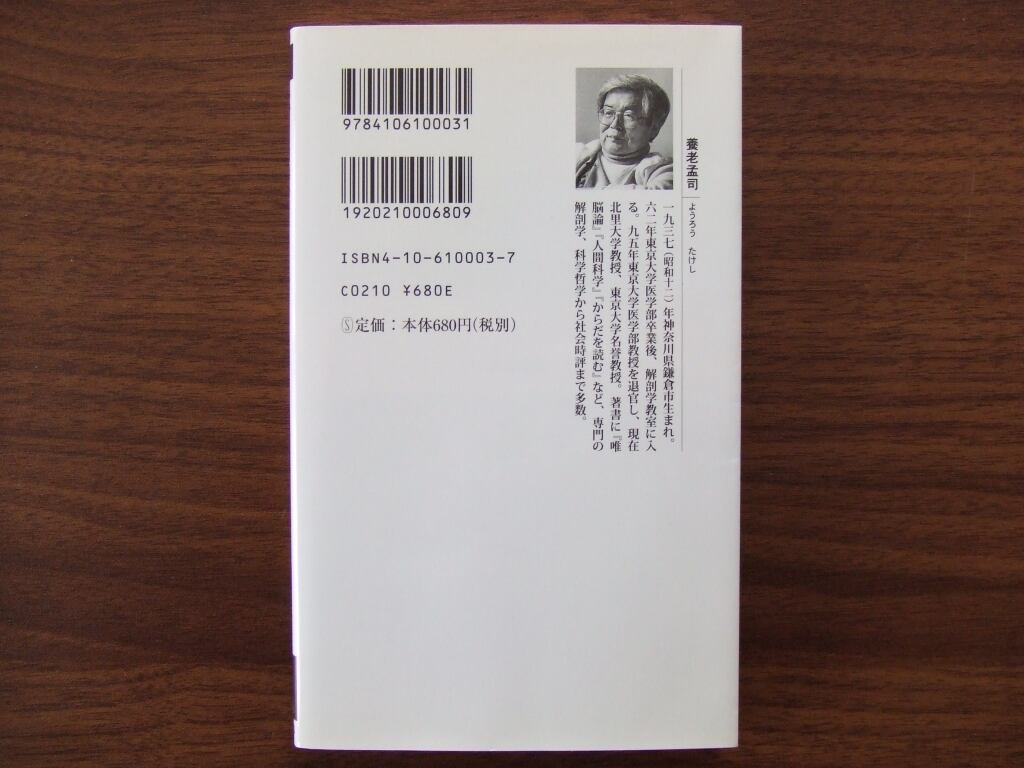 9784106100031
1920210006809
ISBN4-10-610003-7
C0210 ¥680E
Ⓢ定価：本体680円(税別)
養老孟司
ようろう たけし
一九三七（昭和十二）年神奈川県鎌倉市生まれ。
六二年東京大学医学部卒業後、解剖学教室に入
る。九五年東京大学医学部教授を退官し、現在
北里大学教授、東京大学名誉教授。著書に『唯
脳論』『人間科学』『からだを読む』など、専門の
解剖学、科学哲学から社会時評まで多数。